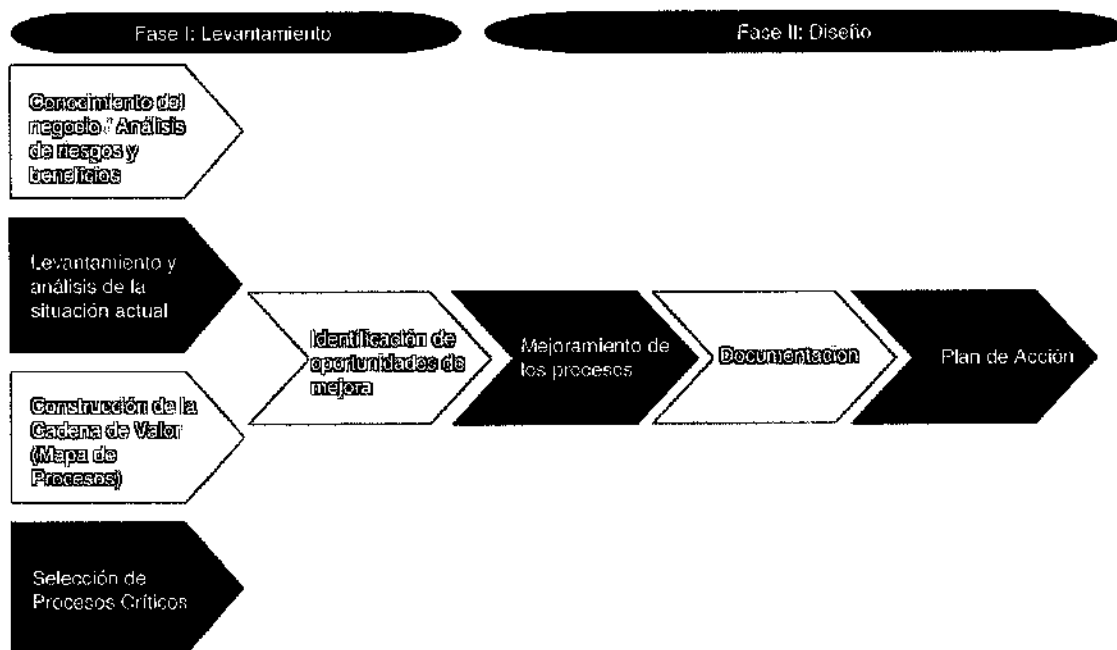 Fase I: Levantamiento
Fase II: Diseño
Conocimiento del
negocio / Análisis
de riesgos y
beneficios
Levantamiento y
análisis de la
situación actual
Construcción de la
Cadena de Valor
(Mapa de
Procesos)
Selección de
Procesos Críticos
Identificación de
oportunidades de
mejora
Mejoramiento de
los procesos
Documentacion
Plan de Acción